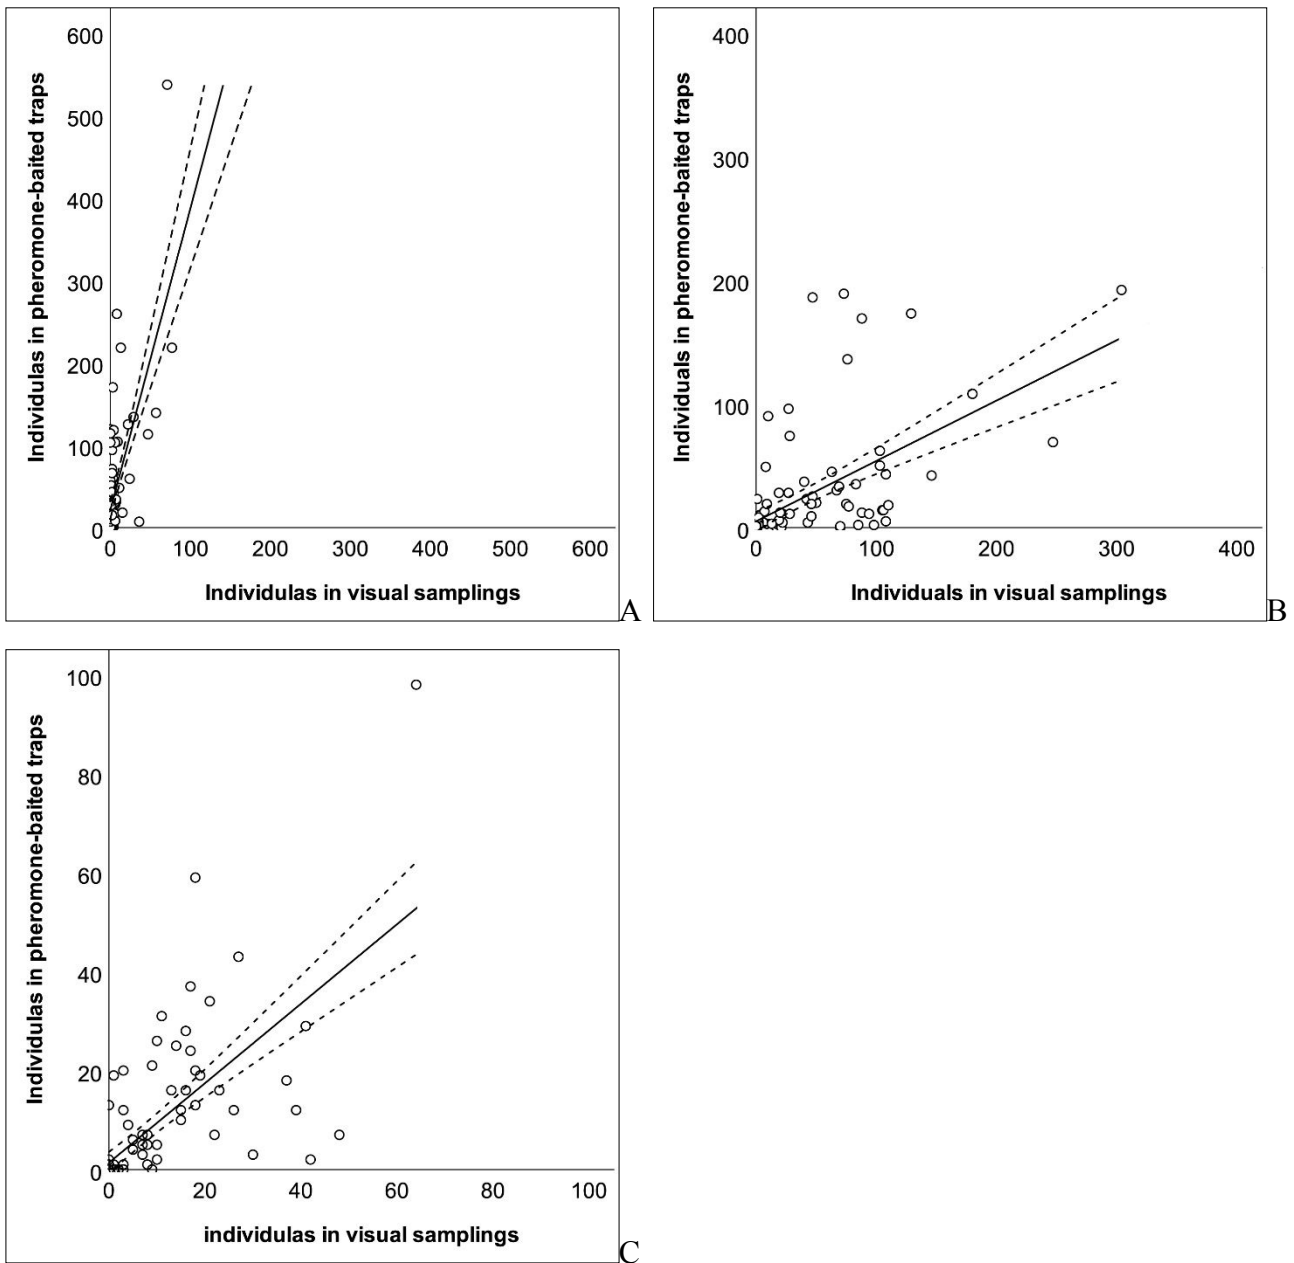 600
500
400
300
200
100
0
Individulas in pheromone-baited traps
0 100 200 300 400 500 600
Individulas in visual samplings
A
400
300
200
100
0
Individuals in pheromone-baited traps
0 100 200 300 400
Individuals in visual samplings
B
100
80
60
40
20
0
Individulas in pheromone-baited traps
0 20 40 60 80 100
individulas in visual samplings
C